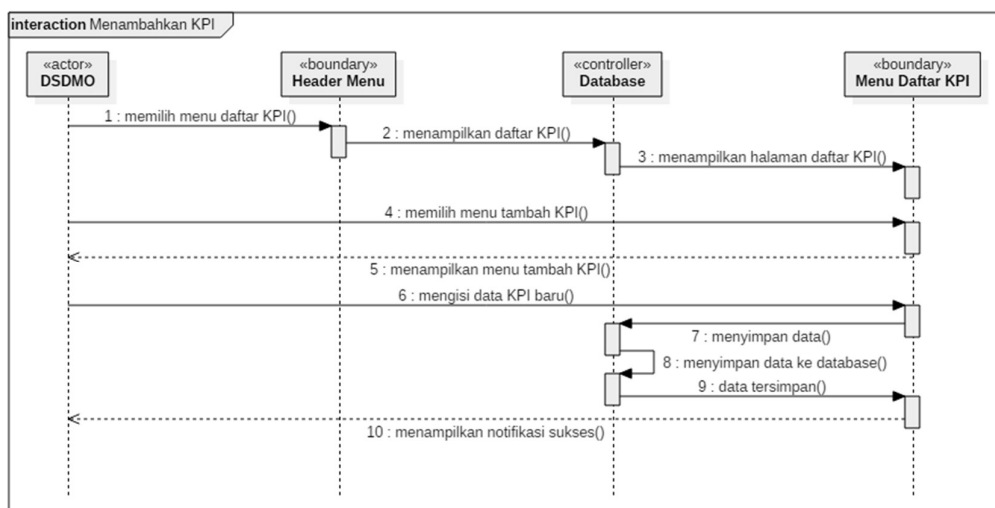 interaction Menambahkan KPI
«actor»
DSDMO
«boundary»
Header Menu
«controller»
Database
«boundary»
Menu Daftar KPI
1 : memilih menu daftar KPI()
2 : menampilkan daftar KPI()
3 : menampilkan halaman daftar KPI()
4 : memilih menu tambah KPI()
5 : menampilkan menu tambah KPI()
6 : mengisi data KPI baru()
7 : menyimpan data()
8 : menyimpan data ke database()
9 : data tersimpan()
10 : menampilkan notifikasi sukses()